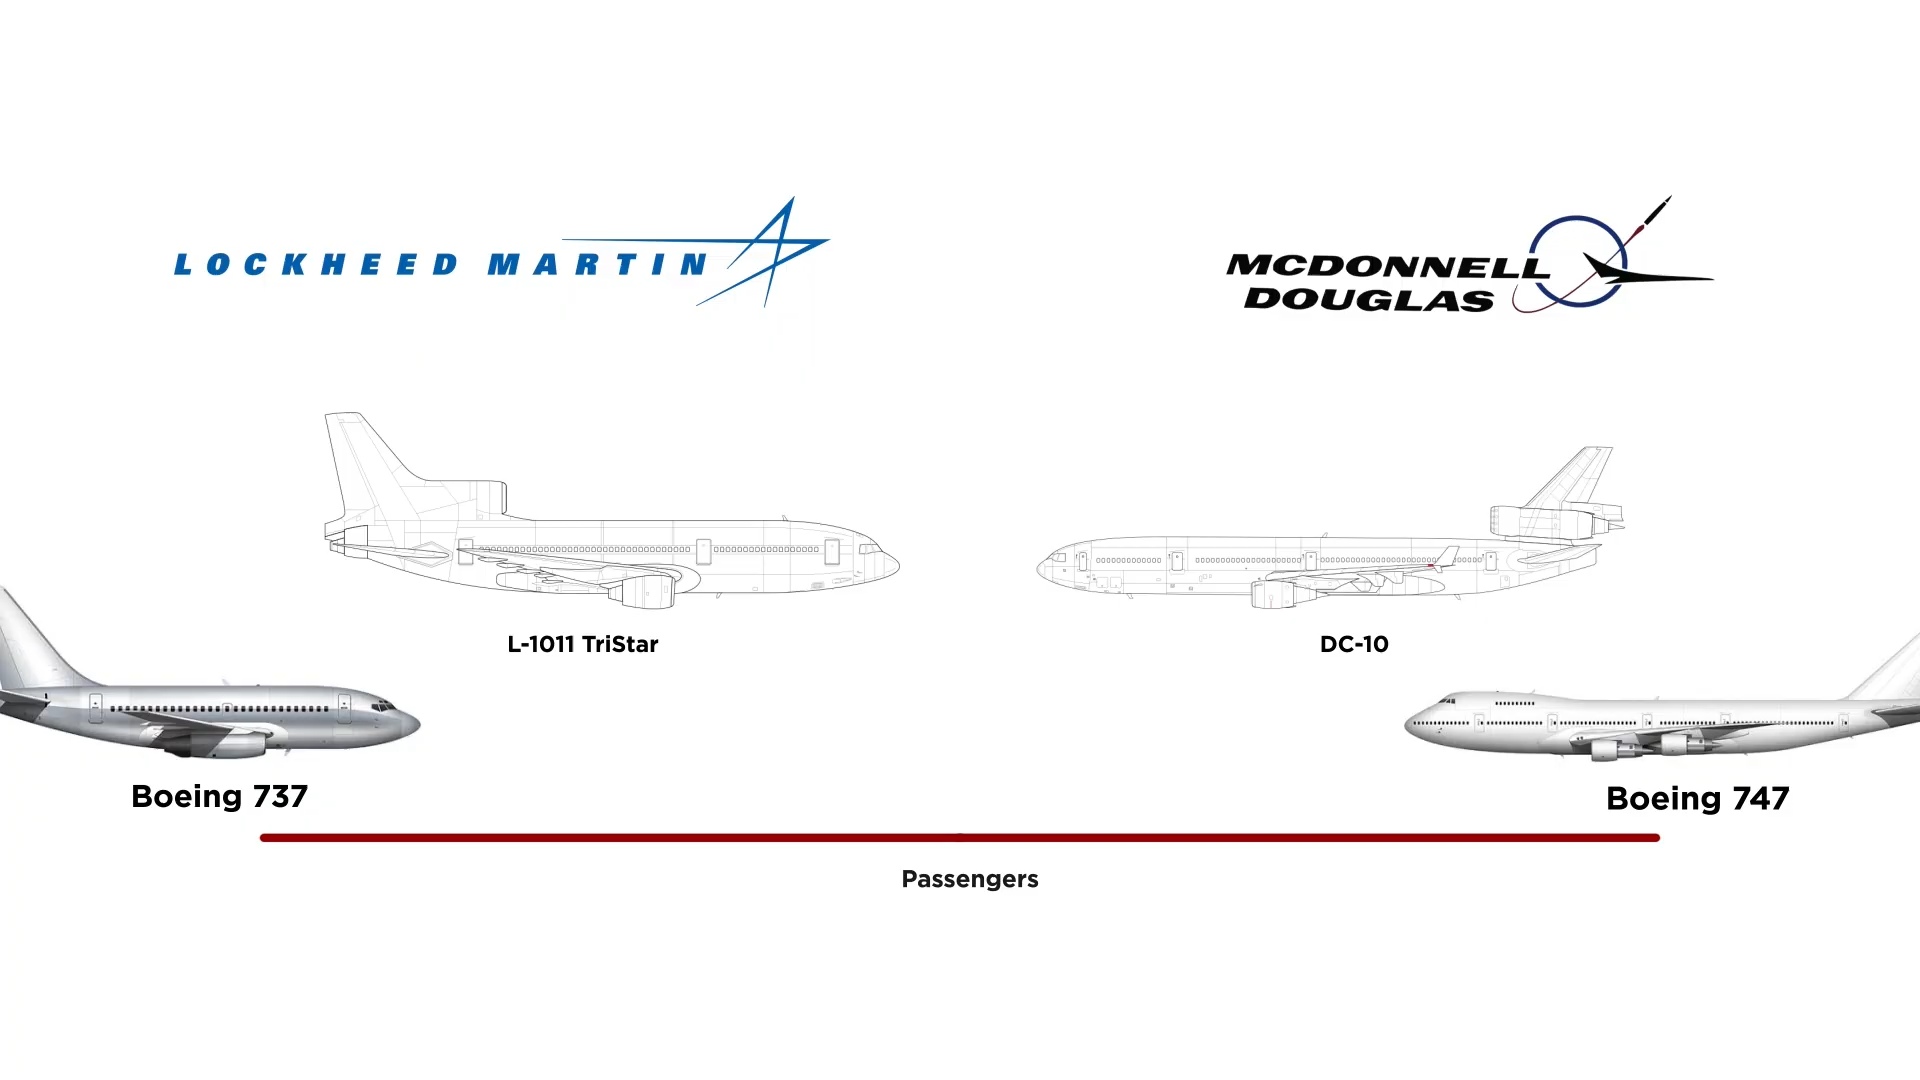 LOCKHEED MARTIN
MCDONNELL
DOUGLAS
L-1011 TriStar
DC-10
Boeing 737
Boeing 747
Passengers